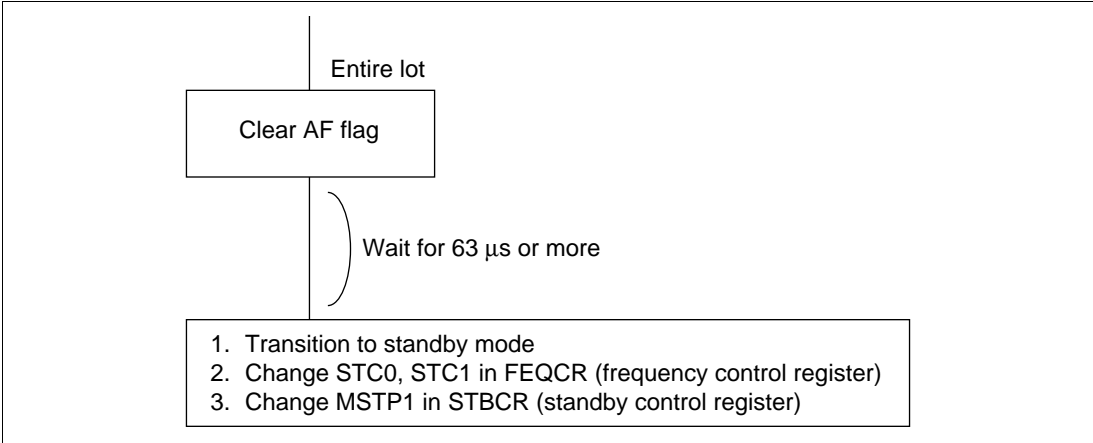 Entire lot
Clear AF flag
Wait for 63 μs or more
1. Transition to standby mode
2. Change STC0, STC1 in FEQCR (frequency control register)
3. Change MSTP1 in STBCR (standby control register)